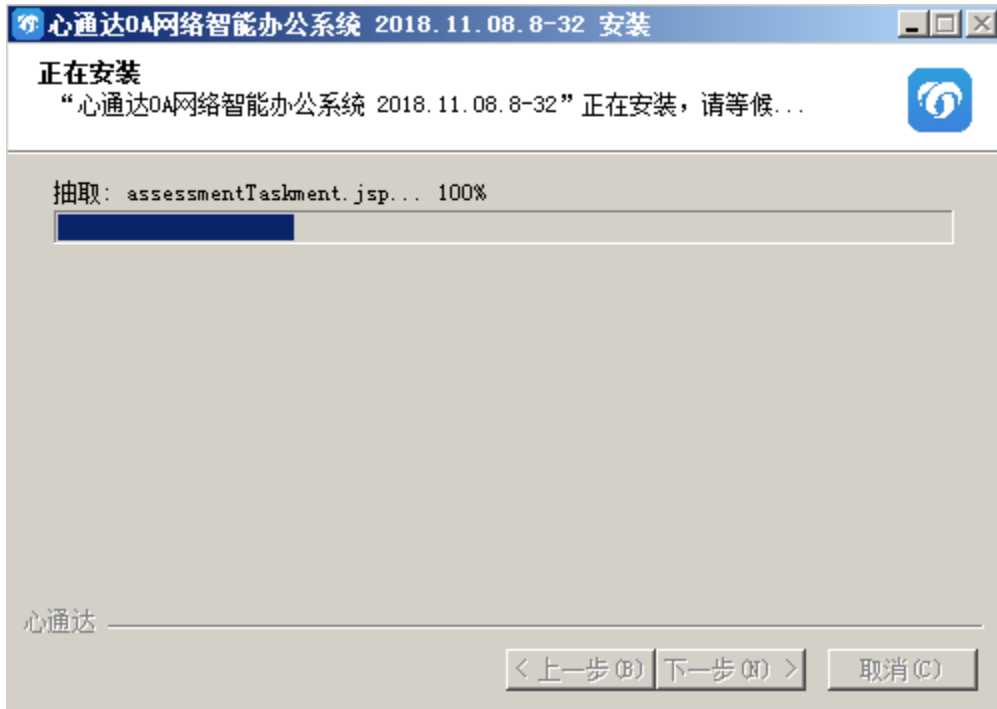 心通达OA网络智能办公系统 2018.11.08.8-32 安装
正在安装
“心通达OA网络智能办公系统 2018.11.08.8-32”正在安装，请等候...
抽取: assessmentTaskment.jsp... 100%
心通达
< 上一步(B) 下一步(N) > 取消(C)